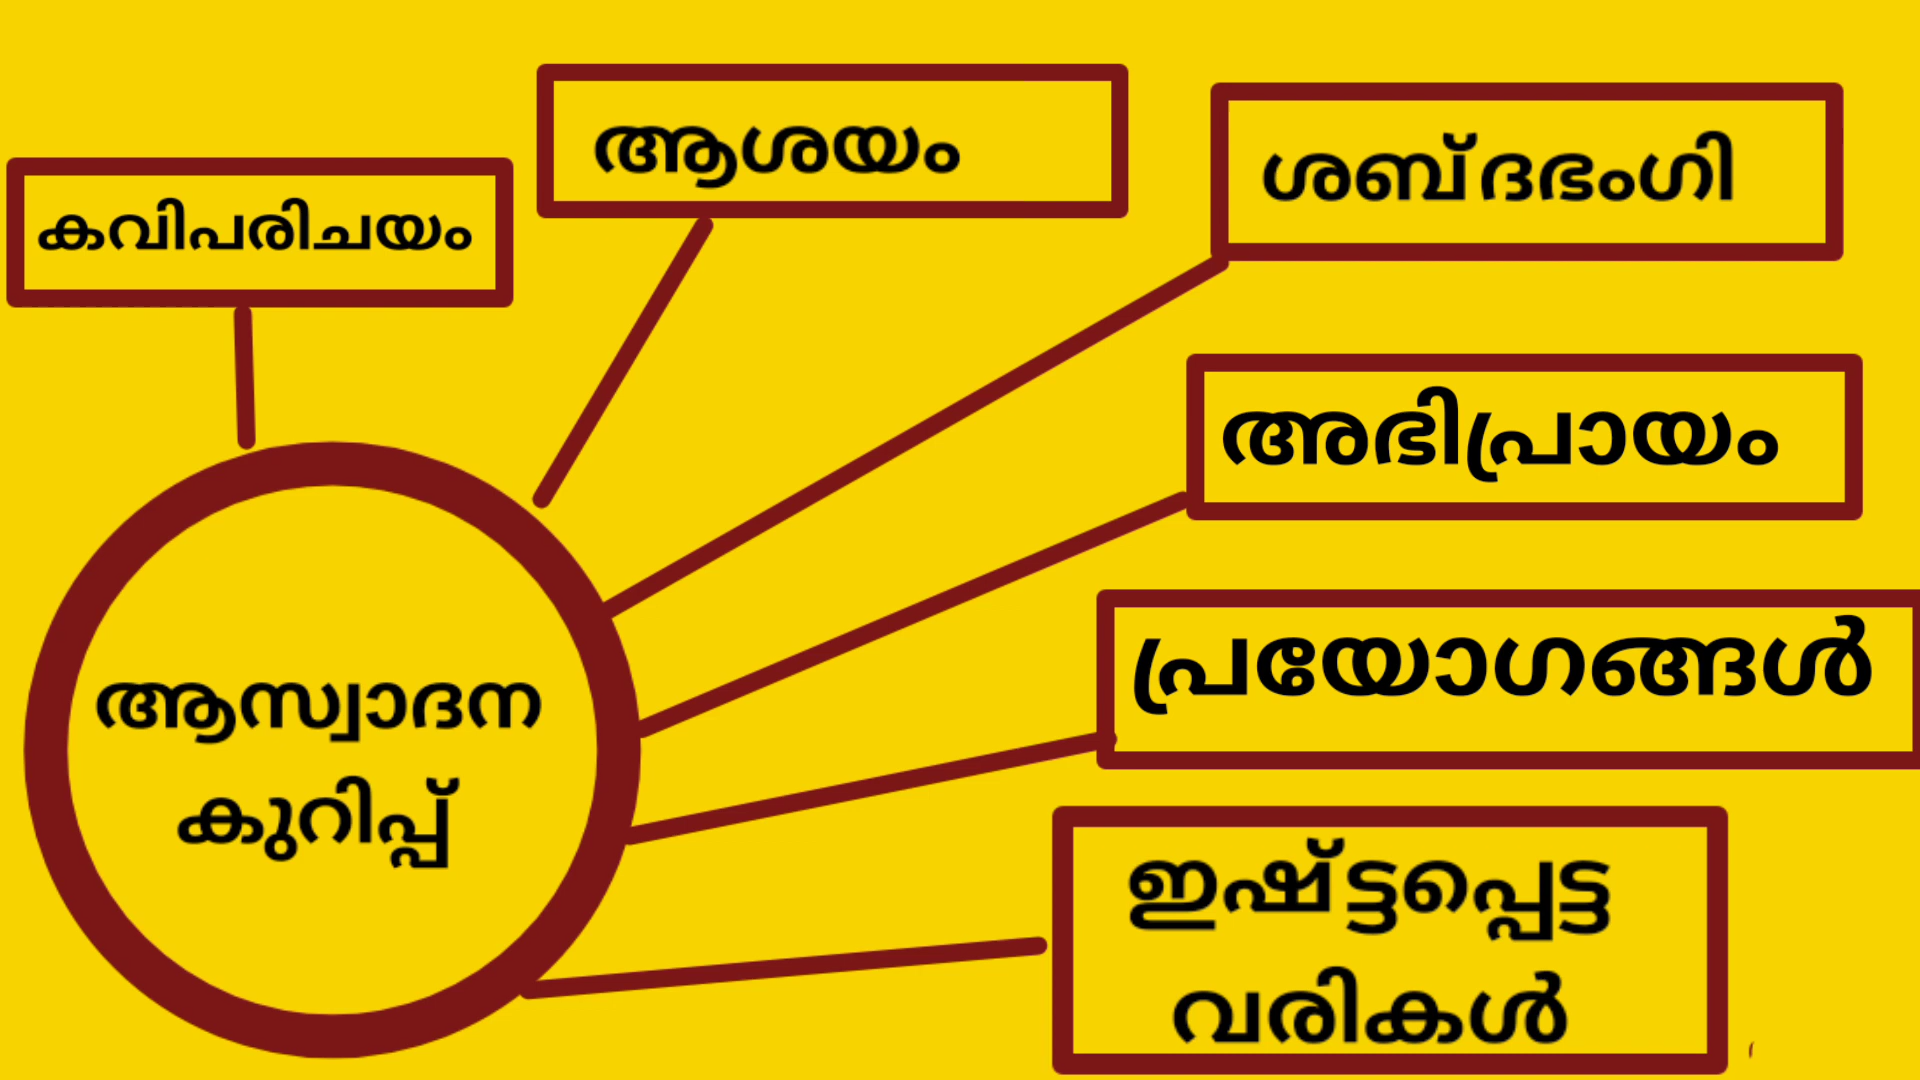 കവിപരിചയം
ആശയം
ശബ്ദഭംഗി
അഭിപ്രായം
പ്രയോഗങ്ങൾ
ആസ്വാദന
കുറിപ്പ്
ഇഷ്ട്ടപ്പെട്ട
വരികൾ